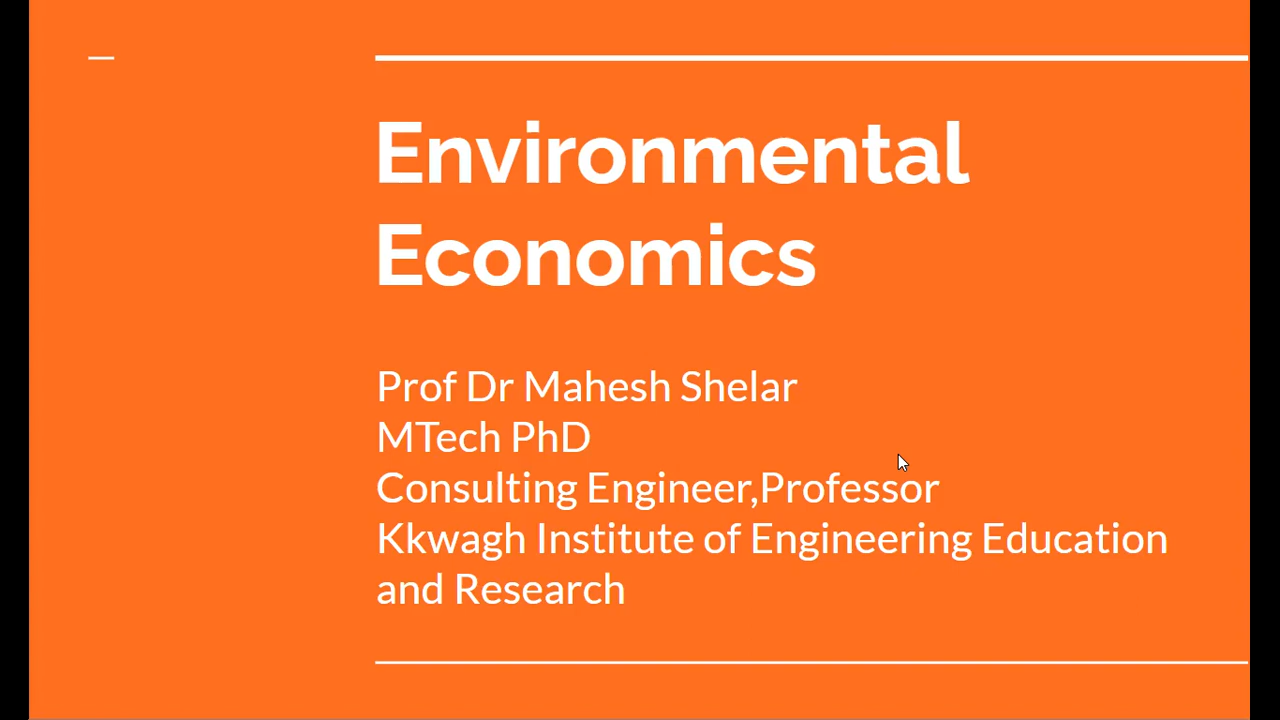 Environmental
Economics
Prof Dr Mahesh Shelar
MTech PhD
Consulting Engineer,Professor
Kkwagh Institute of Engineering Education
and Research